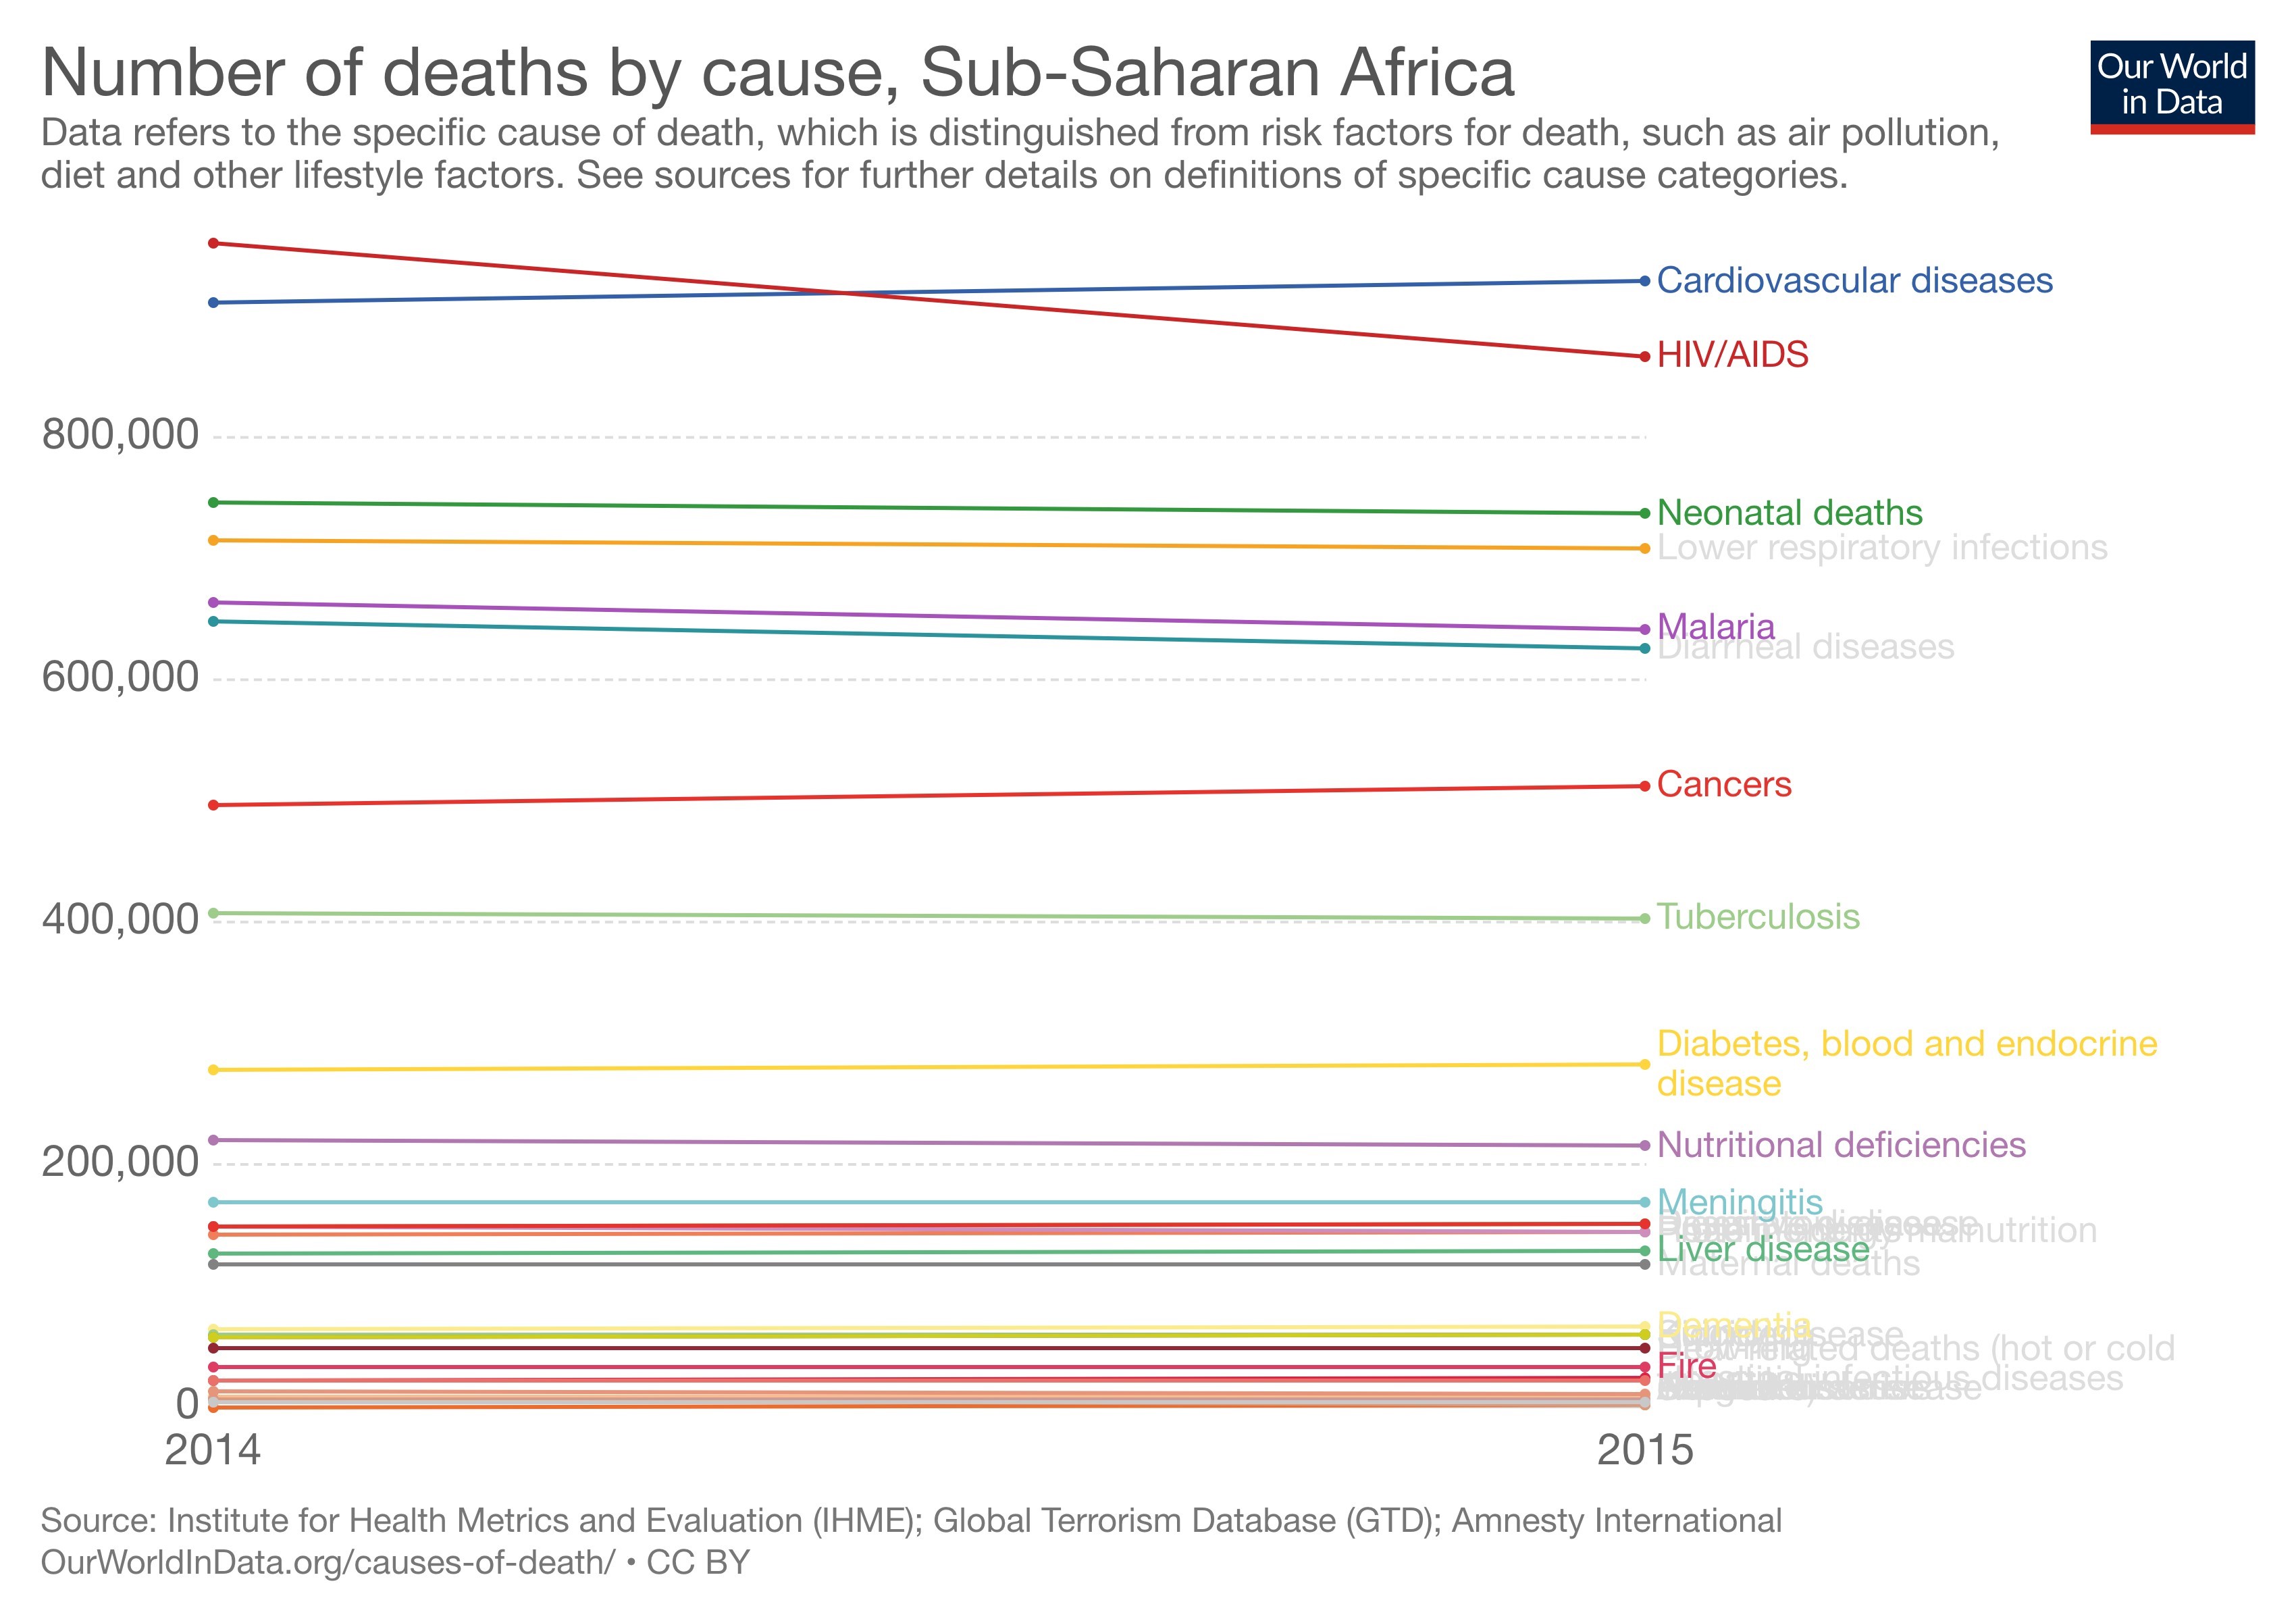 Number of deaths by cause, Sub-Saharan Africa
Our World
in Data
Data refers to the specific cause of death, which is distinguished from risk factors for death, such as air pollution,
diet and other lifestyle factors. See sources for further details on definitions of specific cause categories.
Cardiovascular diseases
HIV/AIDS
800,000
Neonatal deaths
Lower respiratory infections
Malaria
Diarrheal diseases
600,000
Cancers
400,000
Tuberculosis
Diabetes, blood and endocrine
disease
Nutritional deficiencies
200,000
Meningitis
malnutrition
Liver disease
Maternal deaths
Dementia
deaths (hot or cold
Fire
infectious diseases
0
2014
2015
Source: Institute for Health Metrics and Evaluation (IHME); Global Terrorism Database (GTD); Amnesty International
OurWorldInData.org/causes-of-death/ • CC BY